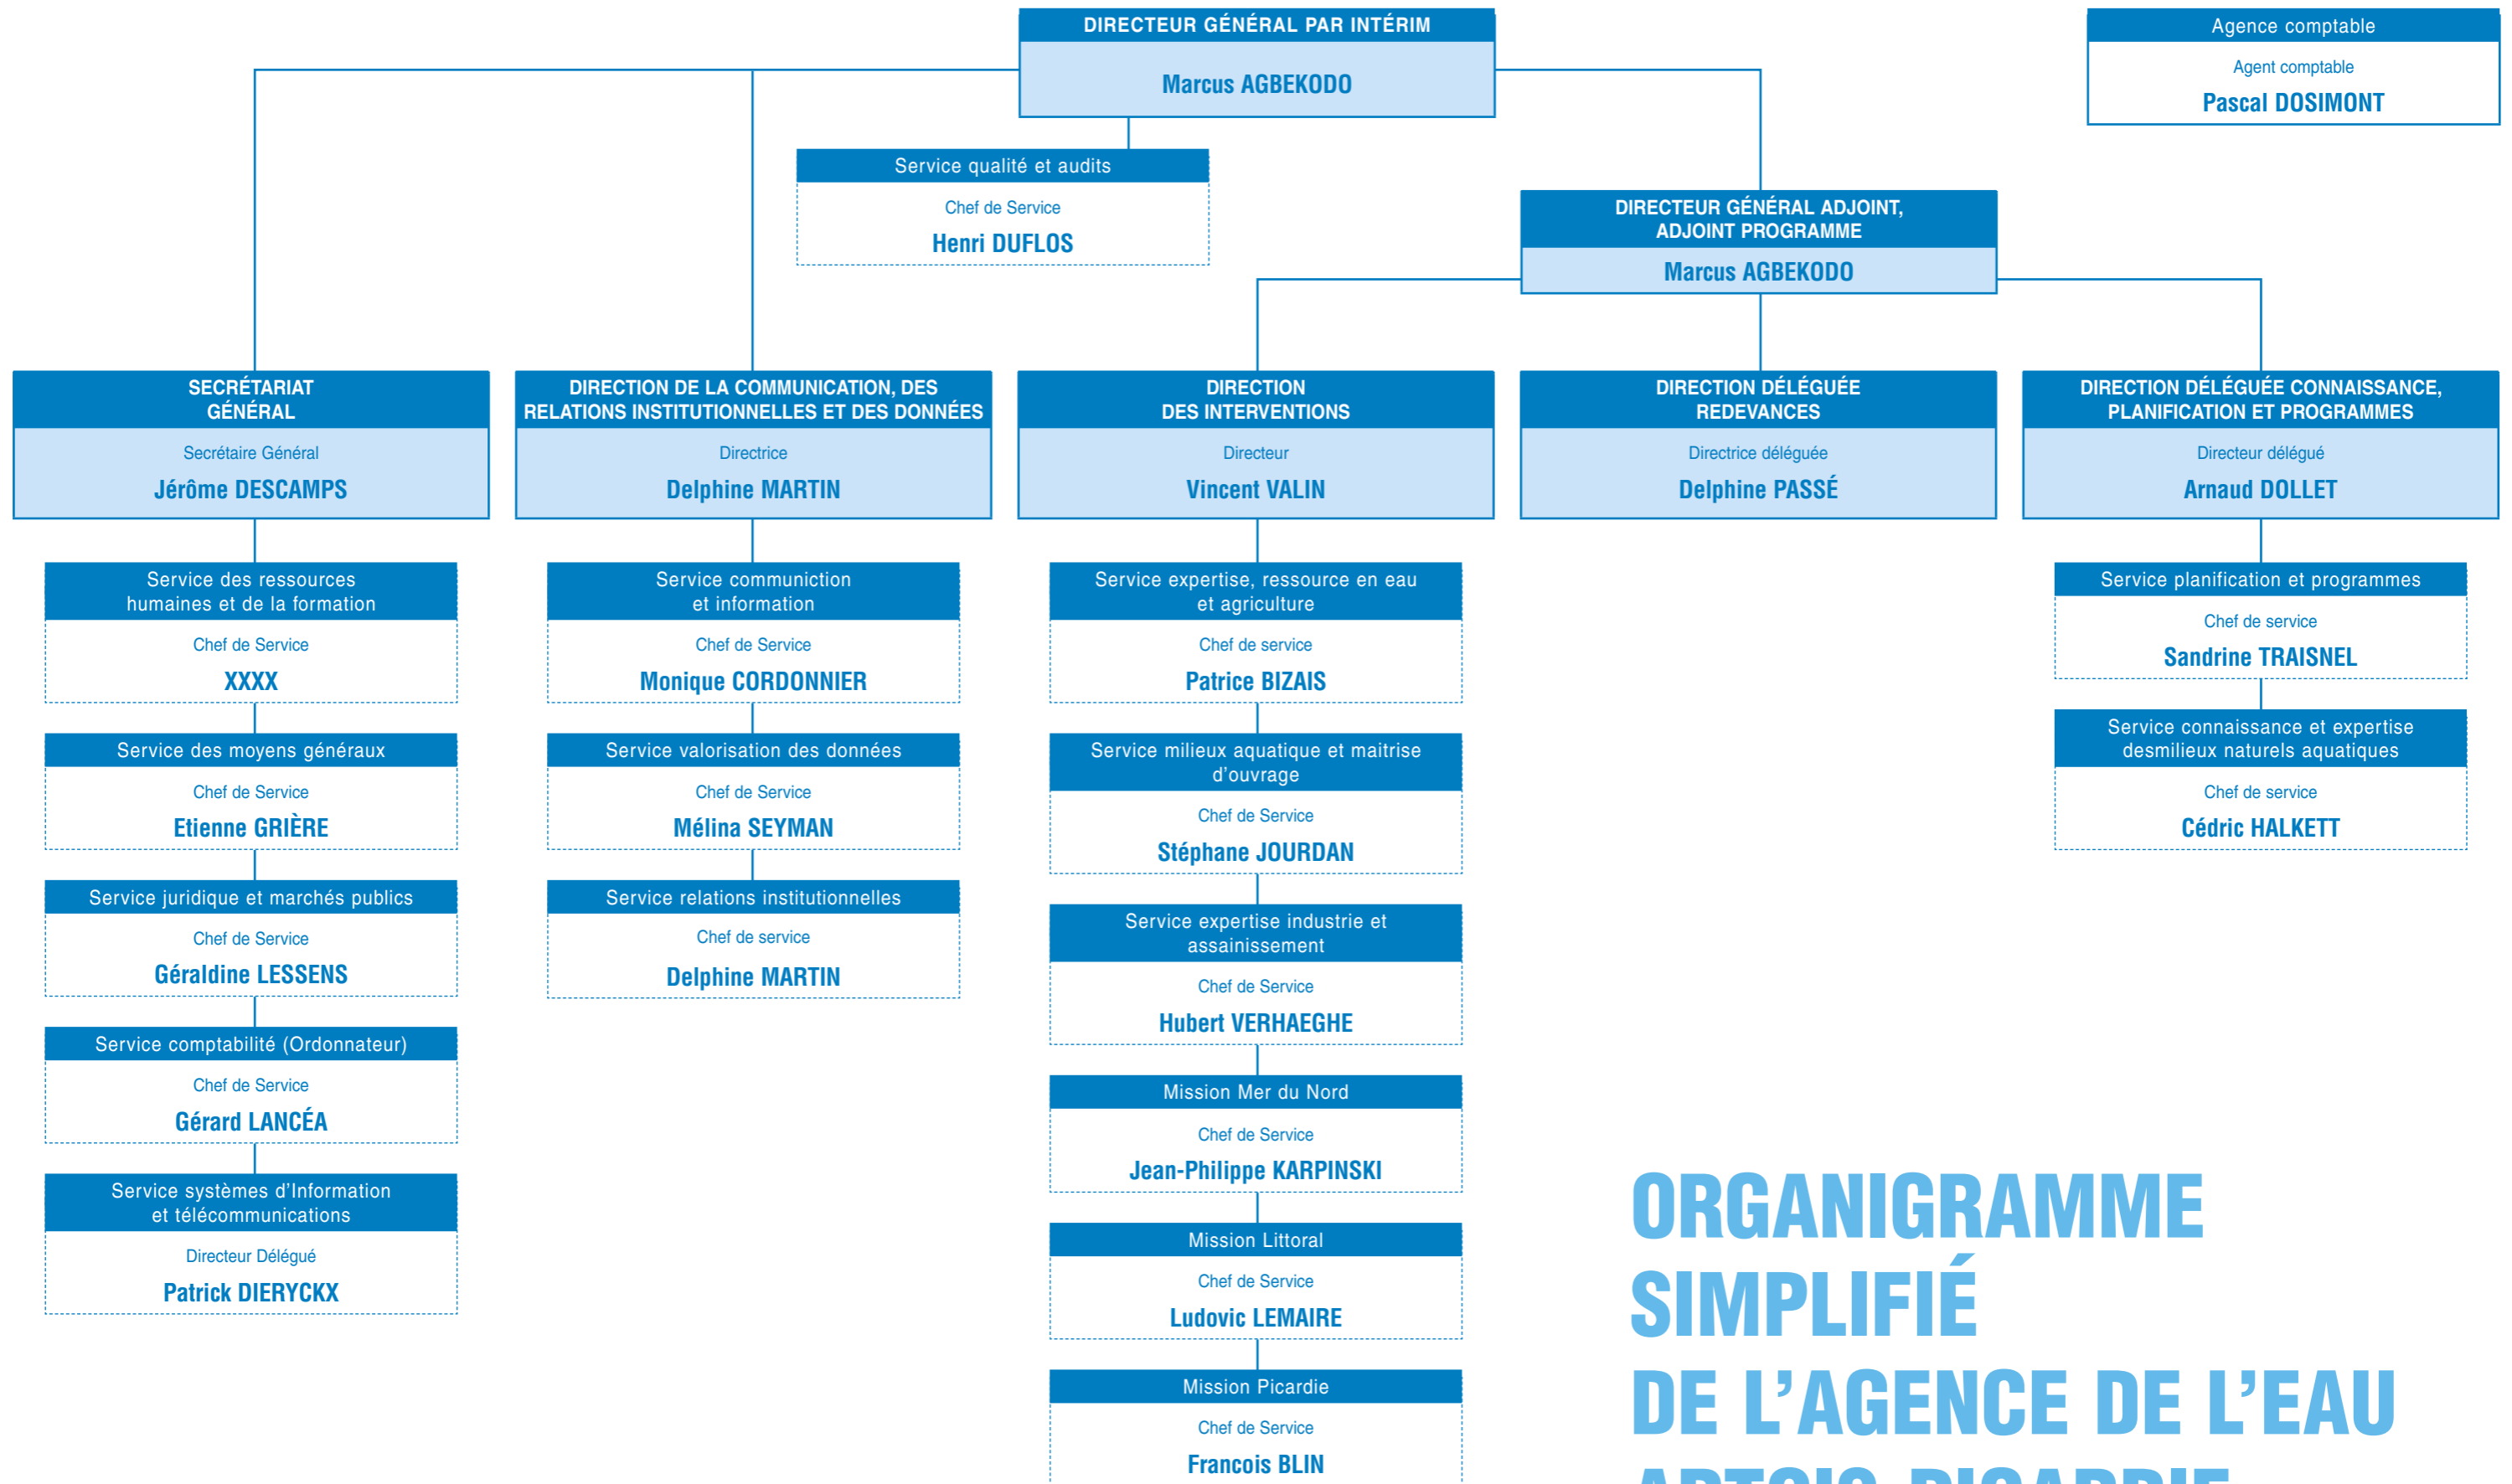 DIRECTEUR GÉNÉRAL PAR INTÉRIM
Marcus AGBEKODO
Agence comptable
Agent comptable
Pascal DOSIMONT
Service qualité et audits
Chef de Service
Henri DUFLOS
DIRECTEUR GÉNÉRAL ADJOINT,
ADJOINT PROGRAMME
Marcus AGBEKODO
SECRÉTARIAT
GÉNÉRAL
Secrétaire Général
Jérôme DESCAMPS
Service des ressources
humaines et de la formation
Chef de Service
XXXX
Service des moyens généraux
Chef de Service
Etienne GRIÈRE
Service juridique et marchés publics
Chef de Service
Géraldine LESSENS
Service comptabilité (Ordonnateur)
Chef de Service
Gérard LANCÉA
Service systèmes d'Information
et télécommunications
Directeur Délégué
Patrick DIERYCKX
DIRECTION DE LA COMMUNICATION, DES
RELATIONS INSTITUTIONNELLES ET DES DONNÉES
Directrice
Delphine MARTIN
Service communiction
et information
Chef de Service
Monique CORDONNIER
Service valorisation des données
Chef de Service
Mélina SEYMAN
Service relations institutionnelles
Chef de service
Delphine MARTIN
DIRECTION
DES INTERVENTIONS
Directeur
Vincent VALIN
Service expertise, ressource en eau
et agriculture
Chef de service
Patrice BIZAIS
Service milieux aquatique et maitrise
d'ouvrage
Chef de Service
Stéphane JOURDAN
Service expertise industrie et
assainissement
Chef de Service
Hubert VERHAEGHE
Mission Mer du Nord
Chef de Service
Jean-Philippe KARPINSKI
Mission Littoral
Chef de Service
Ludovic LEMAIRE
Mission Picardie
Chef de Service
Francois BLIN
DIRECTION DÉLÉGUÉE
REDEVANCES
Directrice déléguée
Delphine PASSÉ
DIRECTION DÉLÉGUÉE CONNAISSANCE,
PLANIFICATION ET PROGRAMMES
Directeur délégué
Arnaud DOLLET
Service planification et programmes
Chef de service
Sandrine TRAISNEL
Service connaissance et expertise
desmilieux naturels aquatiques
Chef de service
Cédric HALKETT
ORGANIGRAMME
SIMPLIFIÉ
DE L'AGENCE DE L'EAU
ARTOIS-PICARDIE